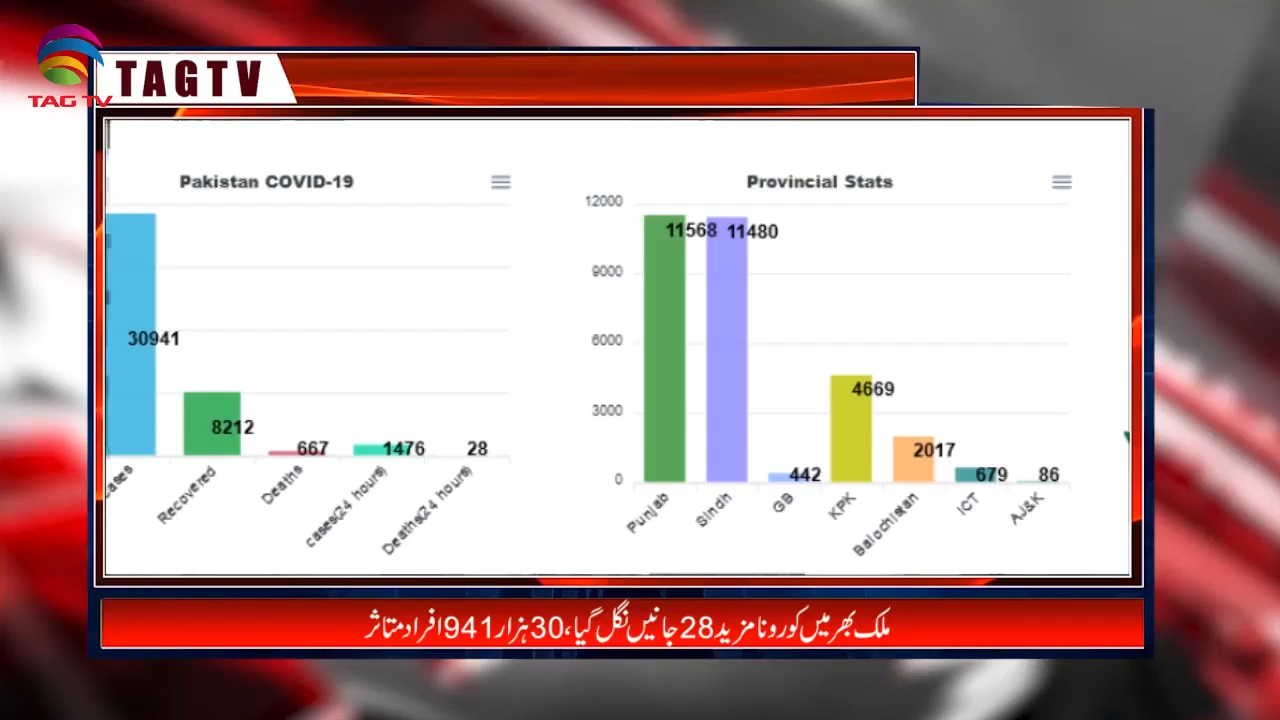 TAG TV
TAGTV
Pakistan COVID-19
30941
8212
667
1476
28
cases
Recovered
Deaths
cases(24 hours)
Deaths(24 hours)
Provincial Stats
12000
9000
6000
3000
0
11568
11480
442
4669
2017
679
86
Punjab
Sindh
GB
KPK
Balochistan
ICT
AJ&K
ملک بھر میں کورونا مزید 28 جانیں نگل گیا، 30 ہزار 941 افراد متاثر